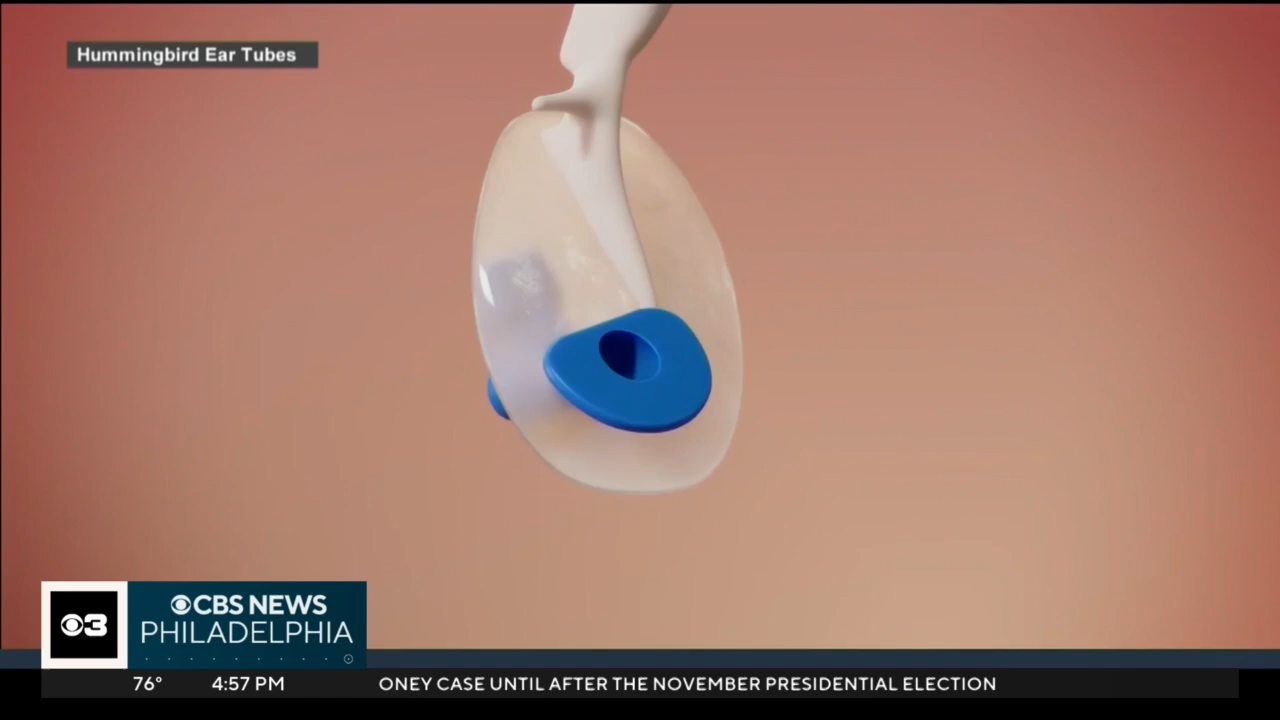 Hummingbird Ear Tubes
CBS NEWS
3
PHILADELPHIA
76° 4:57 PM ONEY CASE UNTIL AFTER THE NOVEMBER PRESIDENTIAL ELECTION